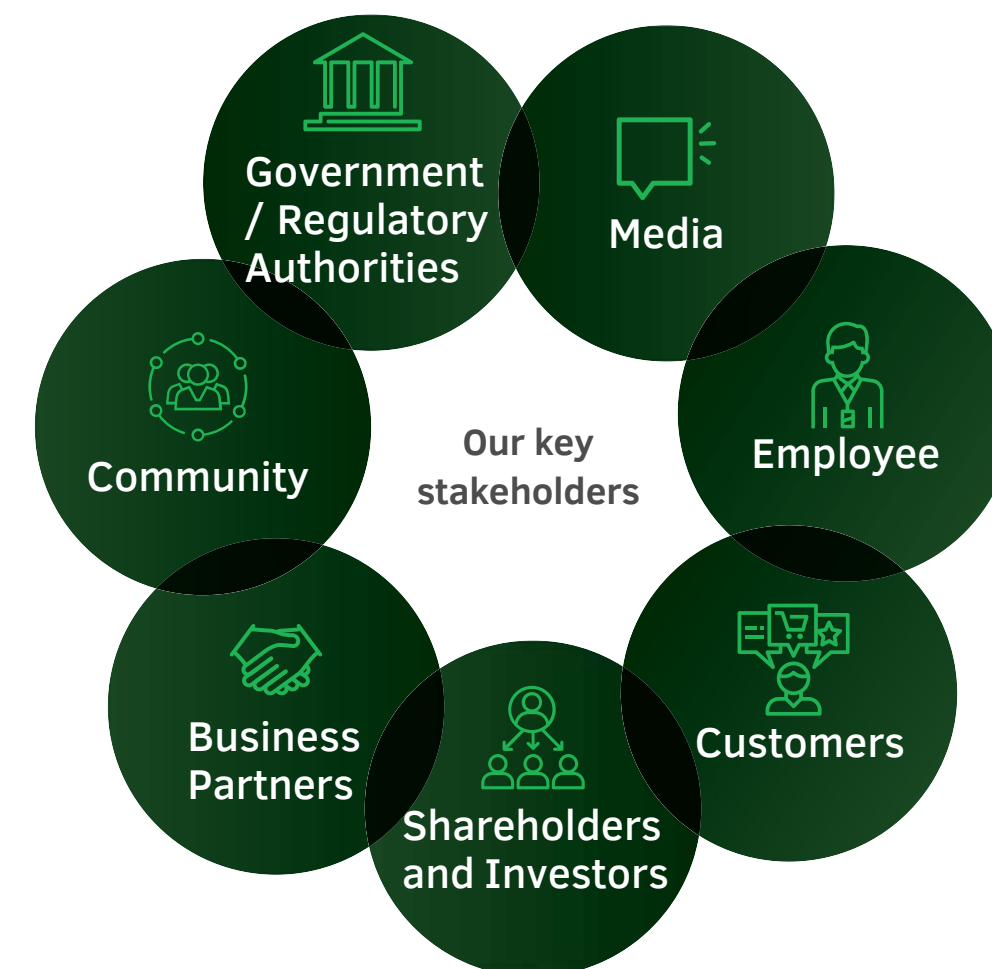 Government
/ Regulatory
Authorities
Media
Employee
Customers
Shareholders
and Investors
Business
Partners
Community
Our key
stakeholders